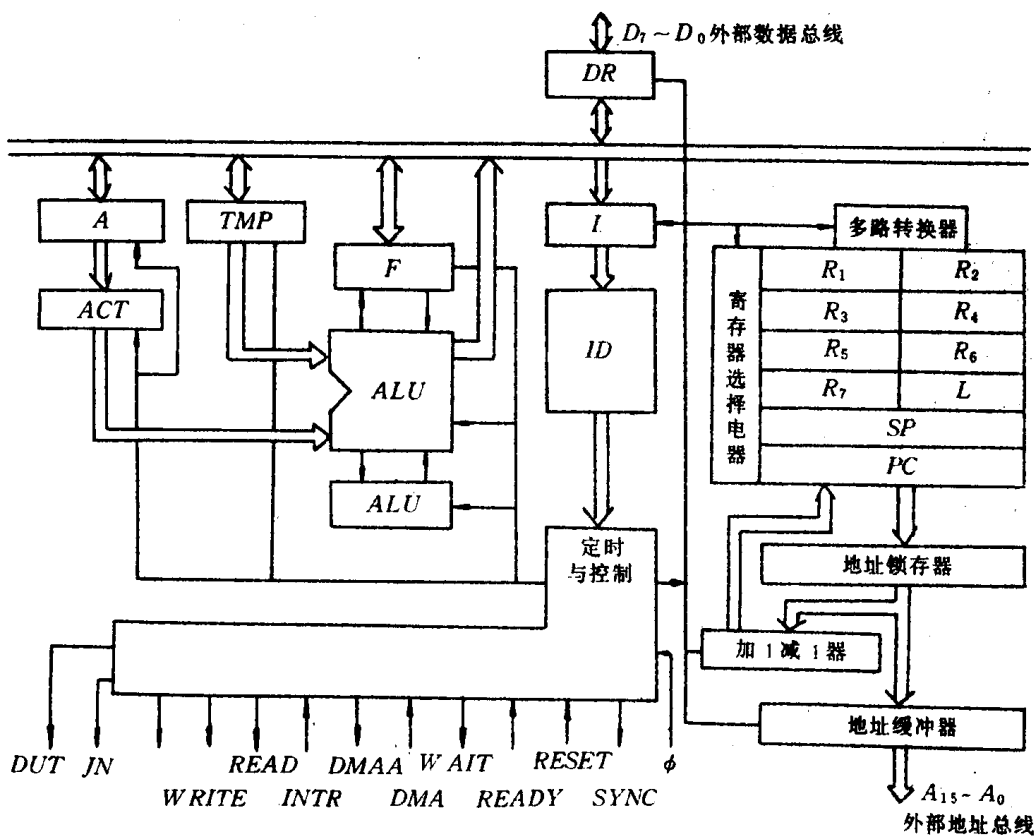 D₇~D₀外部数据总线
DR
A
TMP
I
多路转换器
F
寄存器选择电器
R₁
R₂
ACT
R₃
R₄
ID
R₅
R₆
ALU
R₇
L
SP
PC
ALU
定时
与控制
地址锁存器
加1减1器
地址缓冲器
DUT
JN
READ
DMAA
WAIT
RESET
ϕ
WRITE
INTR
DMA
READY
SYNC
A₁₅~A₀
外部地址总线